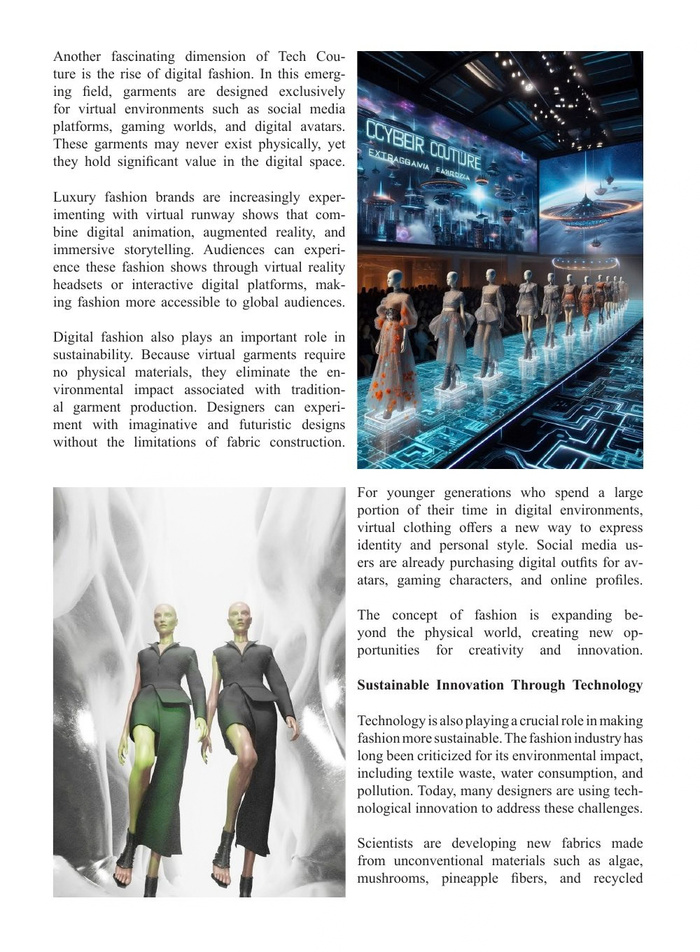 Another fascinating dimension of Tech Cou-
ture is the rise of digital fashion. In this emerg-
ing field, garments are designed exclusively
for virtual environments such as social media
platforms, gaming worlds, and digital avatars.
These garments may never exist physically, yet
they hold significant value in the digital space.
Luxury fashion brands are increasingly exper-
imenting with virtual runway shows that com-
bine digital animation, augmented reality, and
immersive storytelling. Audiences can experi-
ence these fashion shows through virtual reality
headsets or interactive digital platforms, mak-
ing fashion more accessible to global audiences.
Digital fashion also plays an important role in
sustainability. Because virtual garments require
no physical materials, they eliminate the en-
vironmental impact associated with tradition-
al garment production. Designers can experi-
ment with imaginative and futuristic designs
without the limitations of fabric construction.
CCYBEIR COUTURE
For younger generations who spend a large
portion of their time in digital environments,
virtual clothing offers a new way to express
identity and personal style. Social media us-
ers are already purchasing digital outfits for av-
atars, gaming characters, and online profiles.
The concept of fashion is expanding be-
yond the physical world, creating new op-
portunities for creativity and innovation.
Sustainable Innovation Through Technology
Technology is also playing a crucial role in making
fashion more sustainable. The fashion industry has
long been criticized for its environmental impact,
including textile waste, water consumption, and
pollution. Today, many designers are using tech-
nological innovation to address these challenges.
Scientists are developing new fabrics made
from unconventional materials such as algae,
mushrooms, pineapple fibers, and recycled